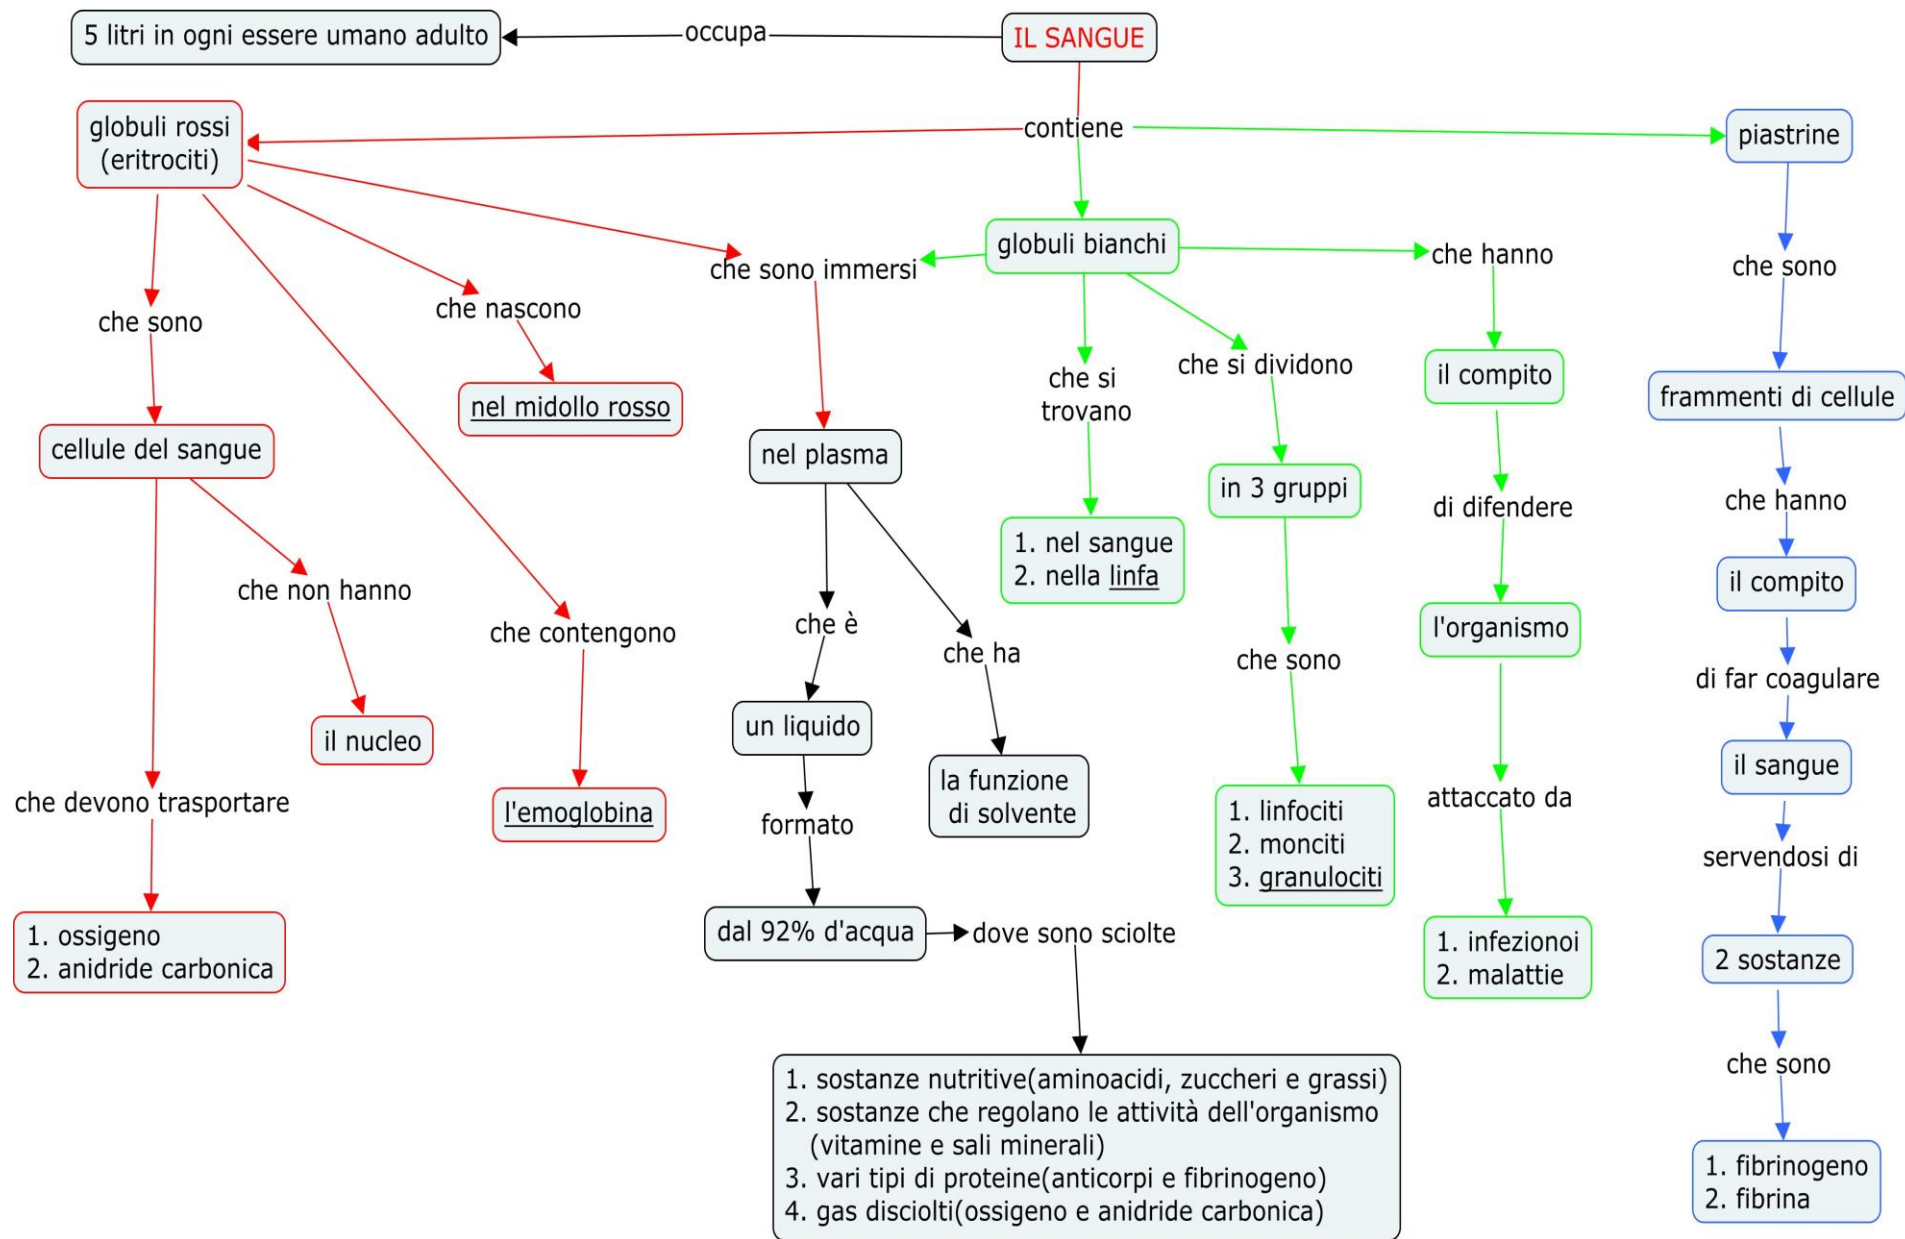 5 litri in ogni essere umano adulto
occupa
IL SANGUE
contiene
globuli rossi
(eritrociti)
che sono
cellule del sangue
che devono trasportare
1. ossigeno
2. anidride carbonica
che non hanno
il nucleo
che contengono
l'emoglobina
che nascono
nel midollo rosso
che sono immersi
nel plasma
che è
un liquido
formato
dal 92% d'acqua
dove sono sciolte
1. sostanze nutritive(aminoacidi, zuccheri e grassi)
2. sostanze che regolano le attività dell'organismo
(vitamine e sali minerali)
3. vari tipi di proteine(anticorpi e fibrinogeno)
4. gas disciolti(ossigeno e anidride carbonica)
che ha
la funzione
di solvente
globuli bianchi
che si
trovano
1. nel sangue
2. nella linfa
che si dividono
in 3 gruppi
che sono
1. linfociti
2. monciti
3. granulociti
che hanno
il compito
di difendere
l'organismo
attaccato da
1. infezionoi
2. malattie
piastrine
che sono
frammenti di cellule
che hanno
il compito
di far coagulare
il sangue
servendosi di
2 sostanze
che sono
1. fibrinogeno
2. fibrina